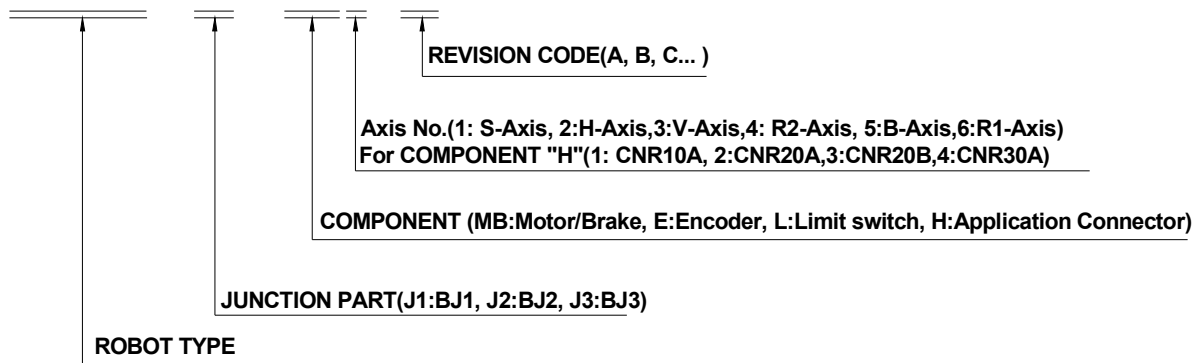 REVISION CODE(A, B, C... )
Axis No.(1: S-Axis, 2:H-Axis,3:V-Axis,4: R2-Axis, 5:B-Axis,6:R1-Axis)
For COMPONENT "H"(1: CNR10A, 2:CNR20A,3:CNR20B,4:CNR30A)
COMPONENT (MB:Motor/Brake, E:Encoder, L:Limit switch, H:Application Connector)
JUNCTION PART(J1:BJ1, J2:BJ2, J3:BJ3)
ROBOT TYPE